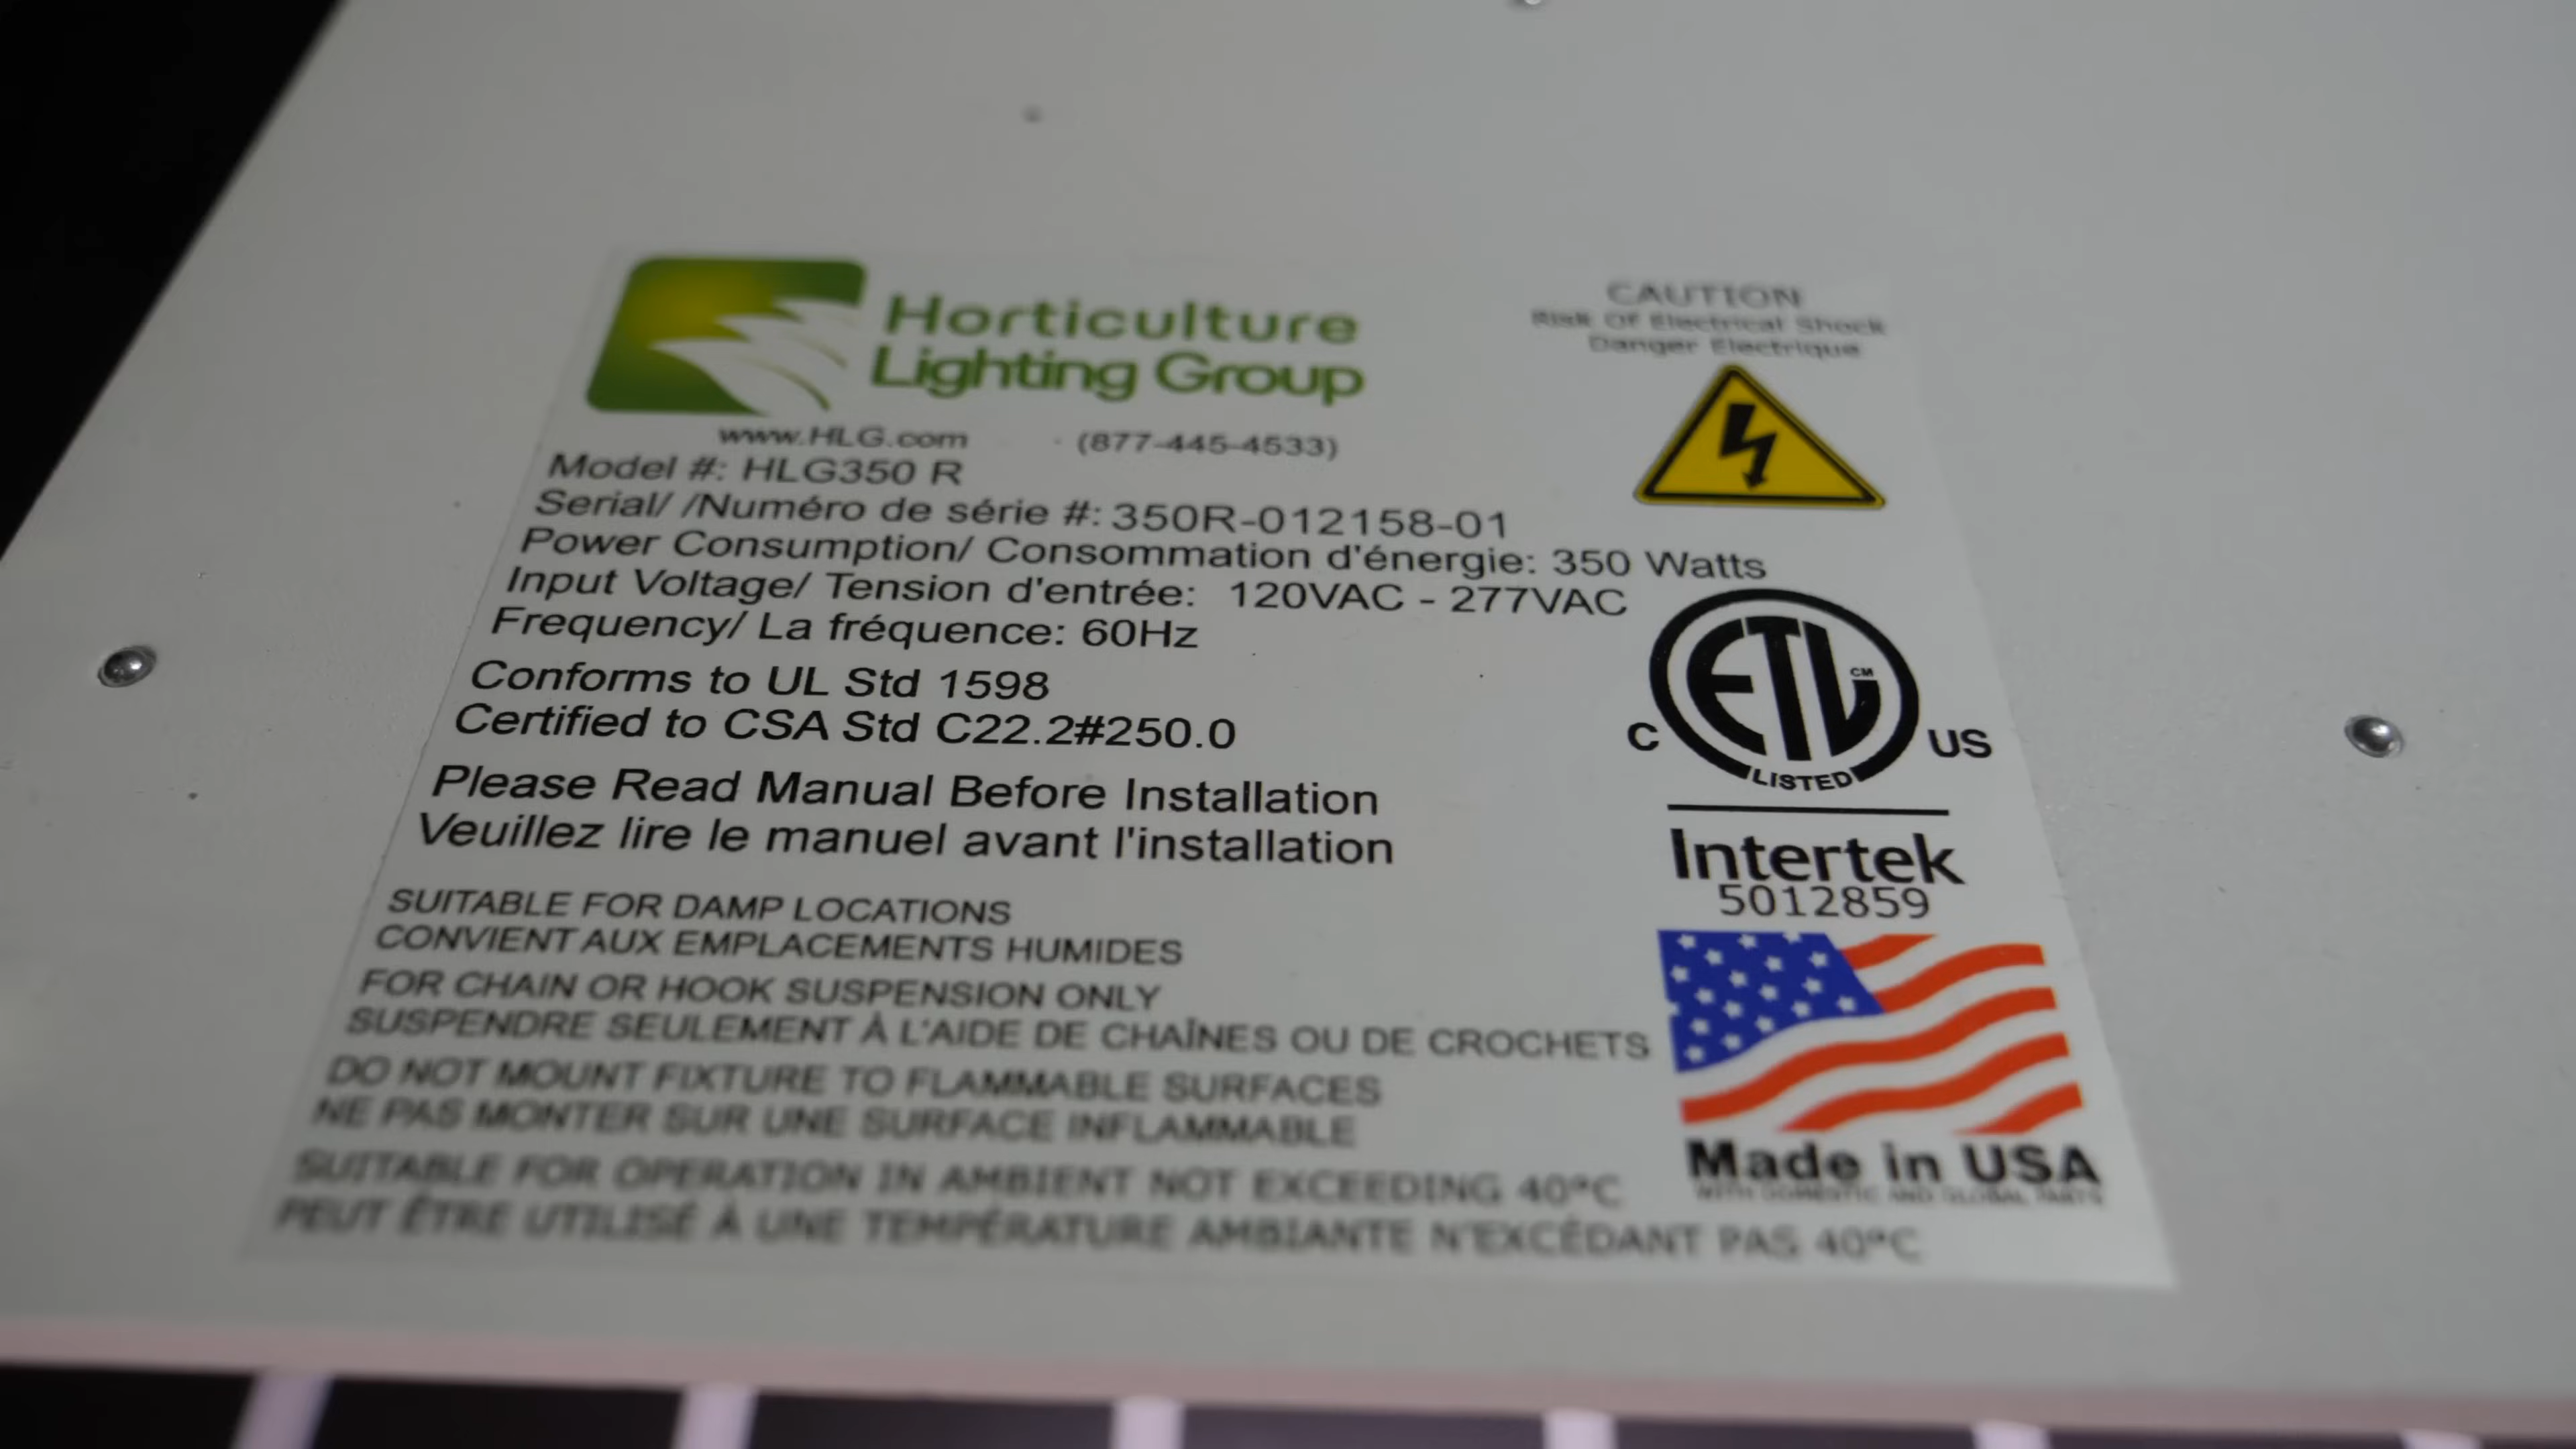 Horticulture
Lighting Group
www.HLG.com (877-445-4533)
Model #: HLG350 R
Serial/ /Numéro de série #: 350R-012158-01
Power Consumption/ Consommation d'énergie: 350 Watts
Input Voltage/ Tension d'entrée: 120VAC - 277VAC
Frequency/ La fréquence: 60Hz
Conforms to UL Std 1598
Certified to CSA Std C22.2#250.0
Please Read Manual Before Installation
Veuillez lire le manuel avant l'installation
SUITABLE FOR DAMP LOCATIONS
CONVIENT AUX EMPLACEMENTS HUMIDES
FOR CHAIN OR HOOK SUSPENSION ONLY
SUSPENDRE SEULEMENT À L'AIDE DE CHAÎNES OU DE CROCHETS
DO NOT MOUNT FIXTURE TO FLAMMABLE SURFACES
NE PAS MONTER SUR UNE SURFACE INFLAMMABLE
SUITABLE FOR OPERATION IN AMBIENT NOT EXCEEDING 40°C
PEUT ÊTRE UTILISÉ À UNE TEMPÉRATURE AMBIANTE N'EXCÉDANT PAS 40°C
CAUTION
Risk Of Electrical Shock
Danger Electrique
ETL CM
C US
LISTED
Intertek
5012859
Made in USA
WITH DOMESTIC AND GLOBAL PARTS